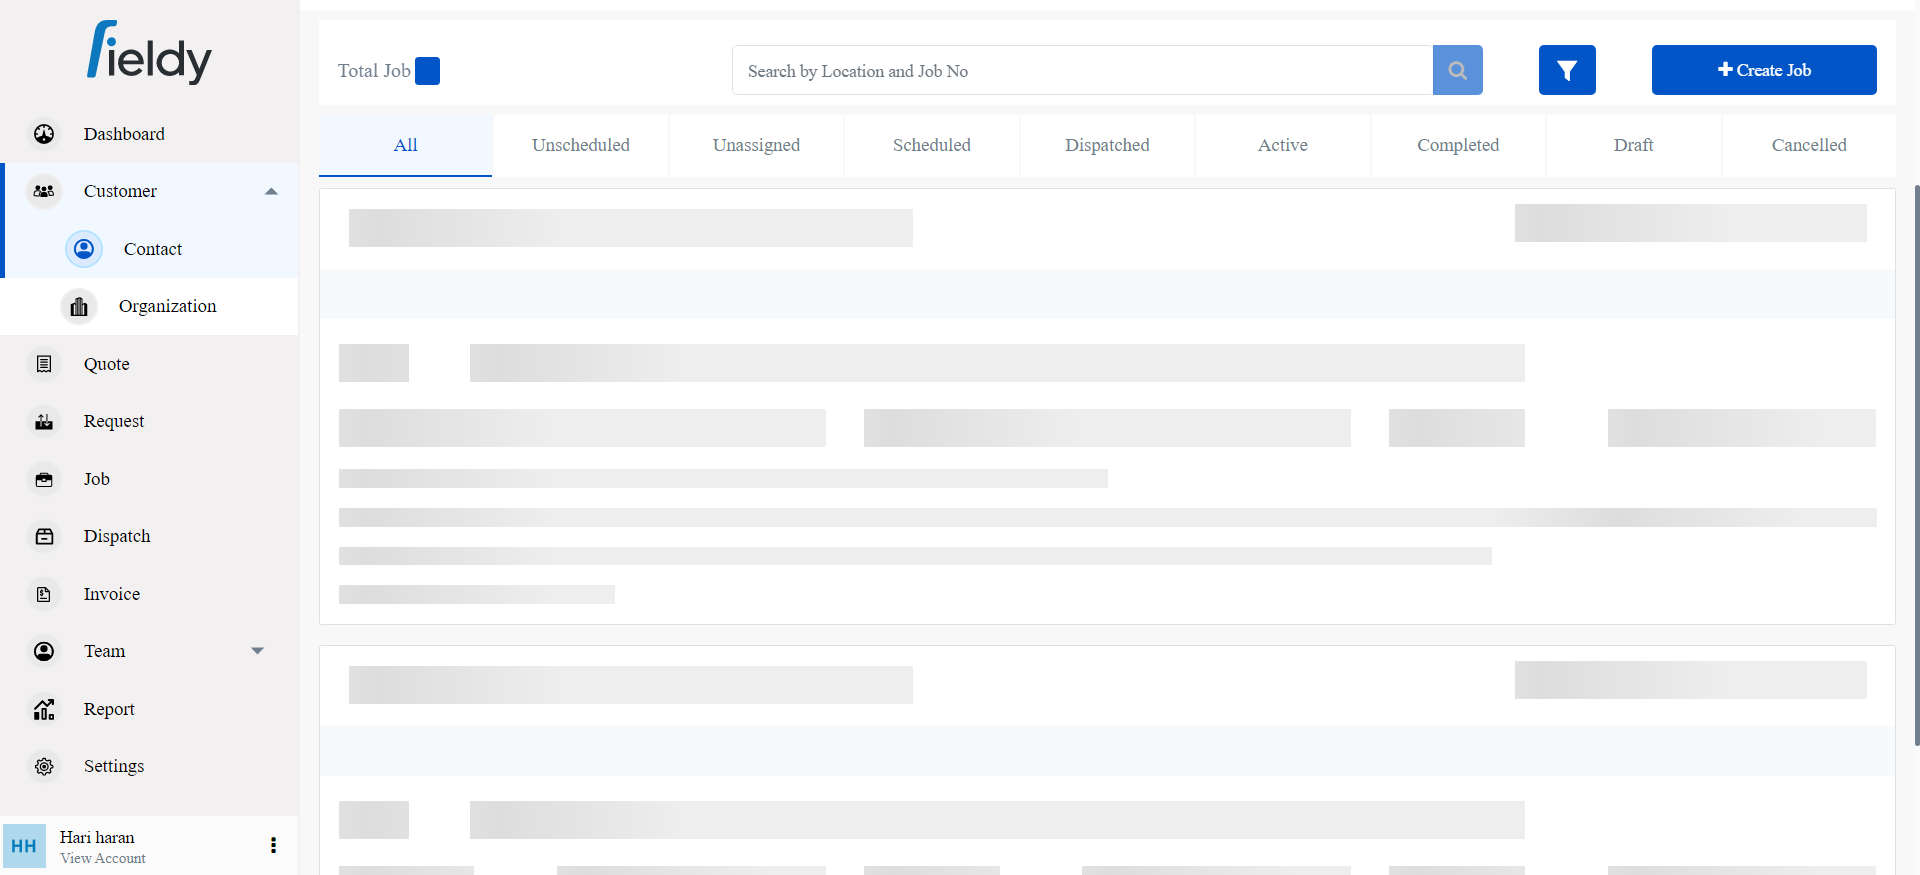 fieldy
Dashboard
Customer
Contact
Organization
Quote
Request
Job
Dispatch
Invoice
Team
Report
Settings
HH
Hari haran
View Account
Total Job
Search by Location and Job No
Create Job
All
Unscheduled
Unassigned
Scheduled
Dispatched
Active
Completed
Draft
Cancelled